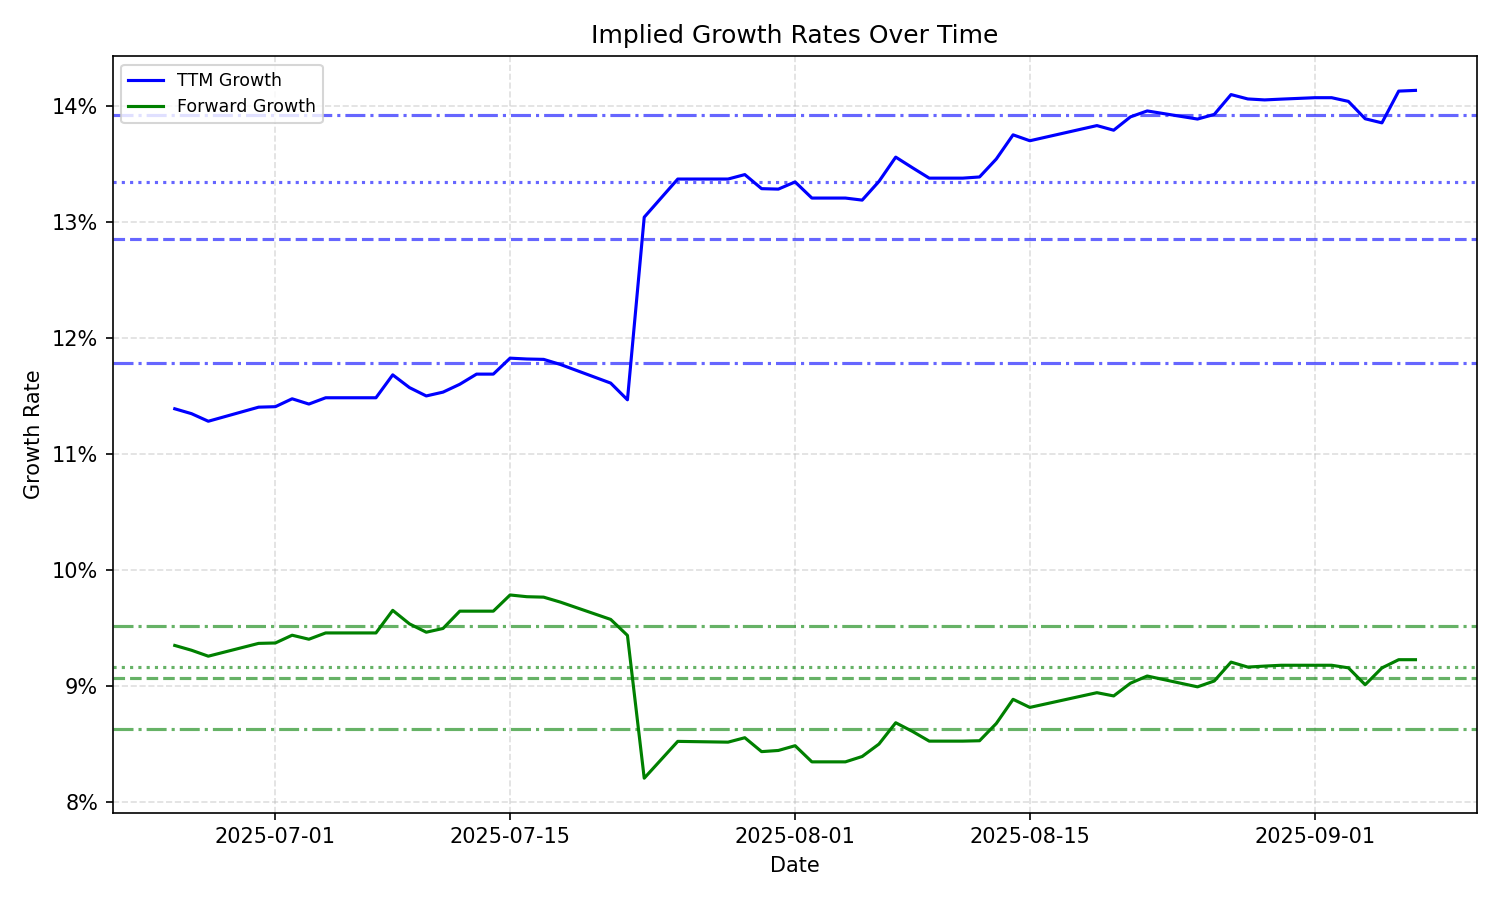 Implied Growth Rates Over Time
TTM Growth
Forward Growth
14%
13%
12%
11%
10%
9%
8%
Growth Rate
2025-07-01
2025-07-15
2025-08-01
2025-08-15
2025-09-01
Date